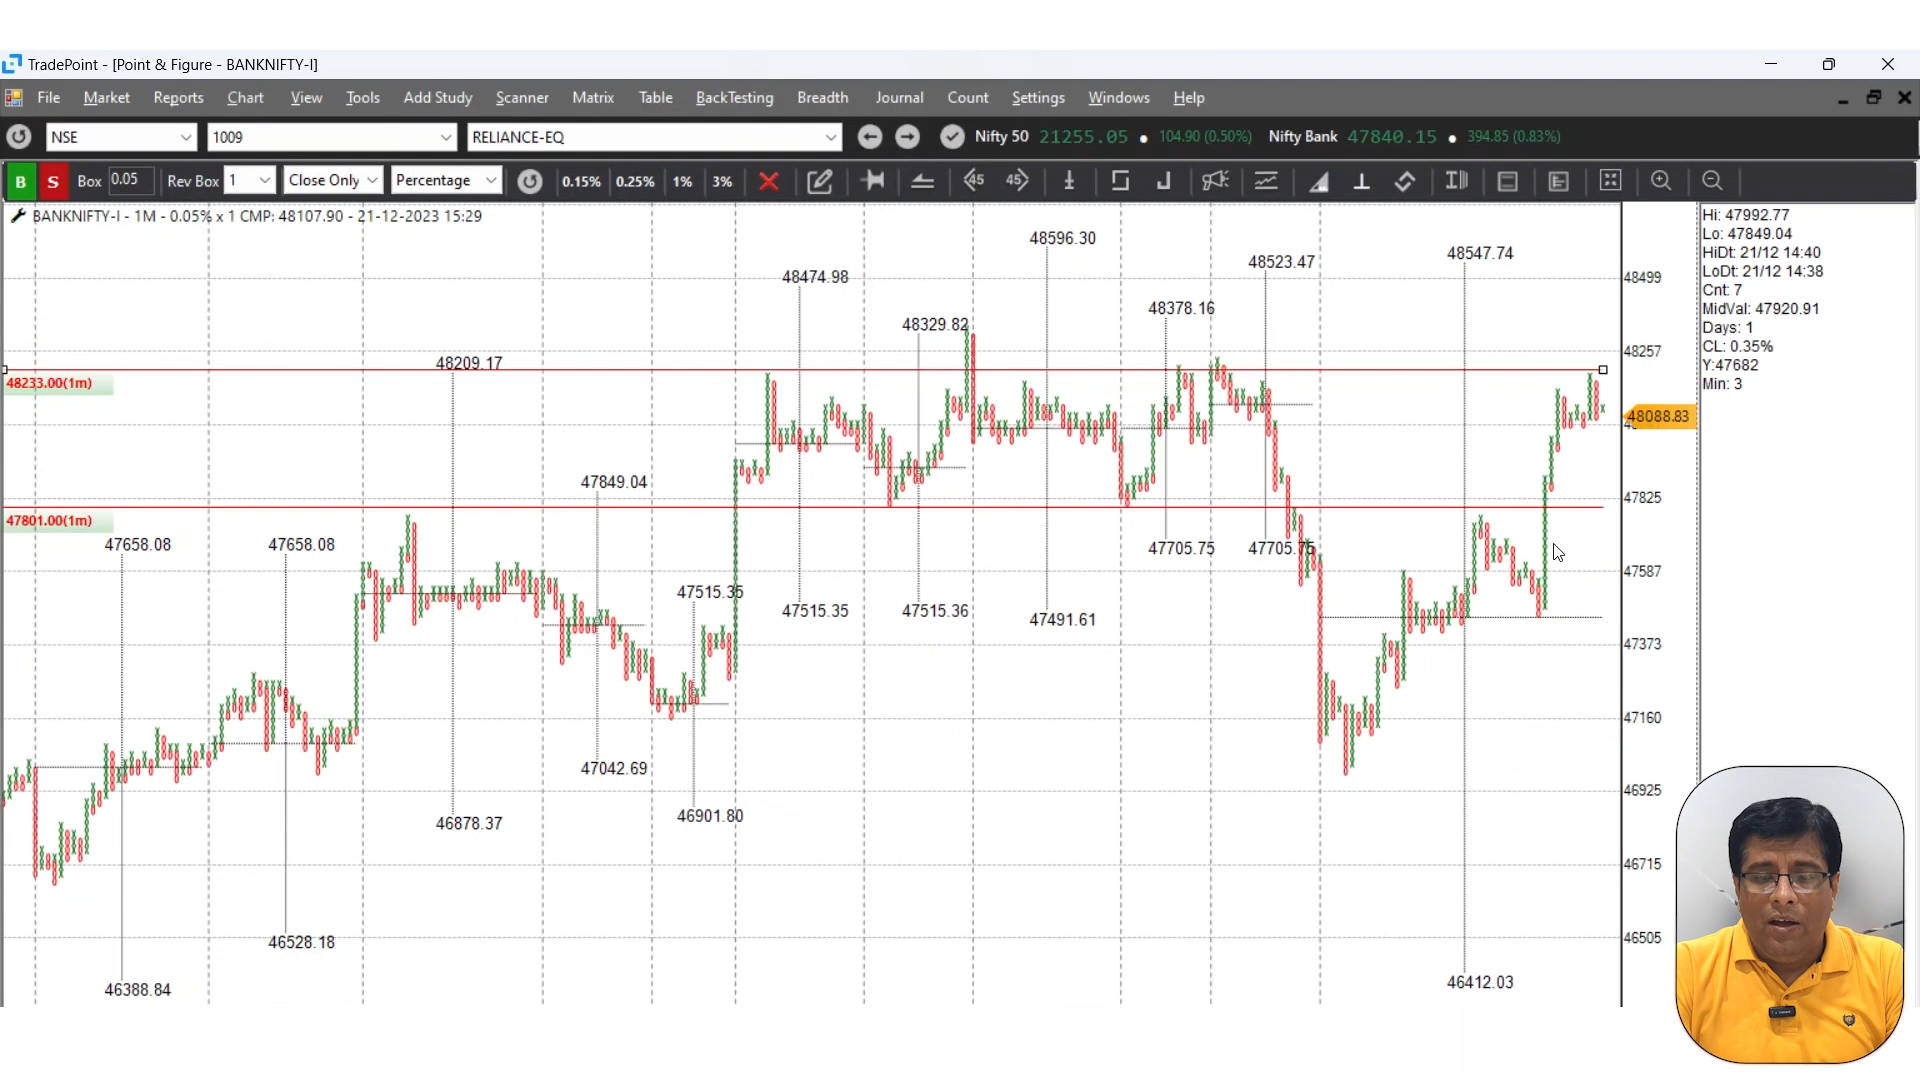 TradePoint - [Point & Figure - BANKNIFTY-I]
File Market Reports Chart View Tools Add Study Scanner Matrix Table BackTesting Breadth Journal Count Settings Windows Help
NSE 1009 RELIANCE-EQ Nifty 50 21255.05 ● 104.90 (0.50%) Nifty Bank 47840.15 ● 394.85 (0.83%)
B S Box 0.05 Rev Box 1 Close Only Percentage 0.15% 0.25% 1% 3% 45 45
BANKNIFTY-I - 1M - 0.05% x 1 CMP: 48107.90 - 21-12-2023 15:29
Hi: 47992.77
Lo: 47849.04
HiDt: 21/12 14:40
LoDt: 21/12 14:38
Cnt: 7
MidVal: 47920.91
Days: 1
CL: 0.35%
Y:47682
Min: 3
48596.30
48547.74
48523.47
48474.98
48499
48378.16
48329.82
48257
48209.17
48233.00(1m)
48088.83
47849.04
47825
47801.00(1m)
47658.08
47658.08
47705.75
47705.75
47587
47515.35
47515.35
47515.36
47491.61
47373
47160
47042.69
46925
46901.80
46878.37
46715
46528.18
46505
46412.03
46388.84